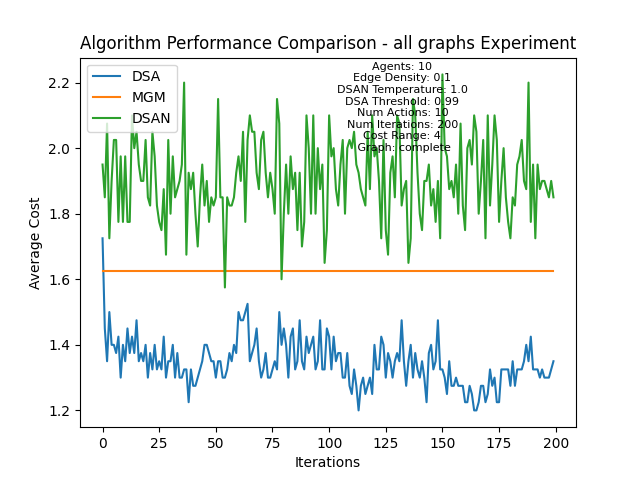 Algorithm Performance Comparison - all graphs Experiment
DSA
MGM
DSAN
Agents: 10
Edge Density: 0.1
DSAN Temperature: 1.0
DSA Threshold: 0.99
Num Actions: 10
Num Iterations: 200
Cost Range: 4
Graph: complete
Average Cost
2.2
2.0
1.8
1.6
1.4
1.2
0
25
50
75
100
125
150
175
200
Iterations